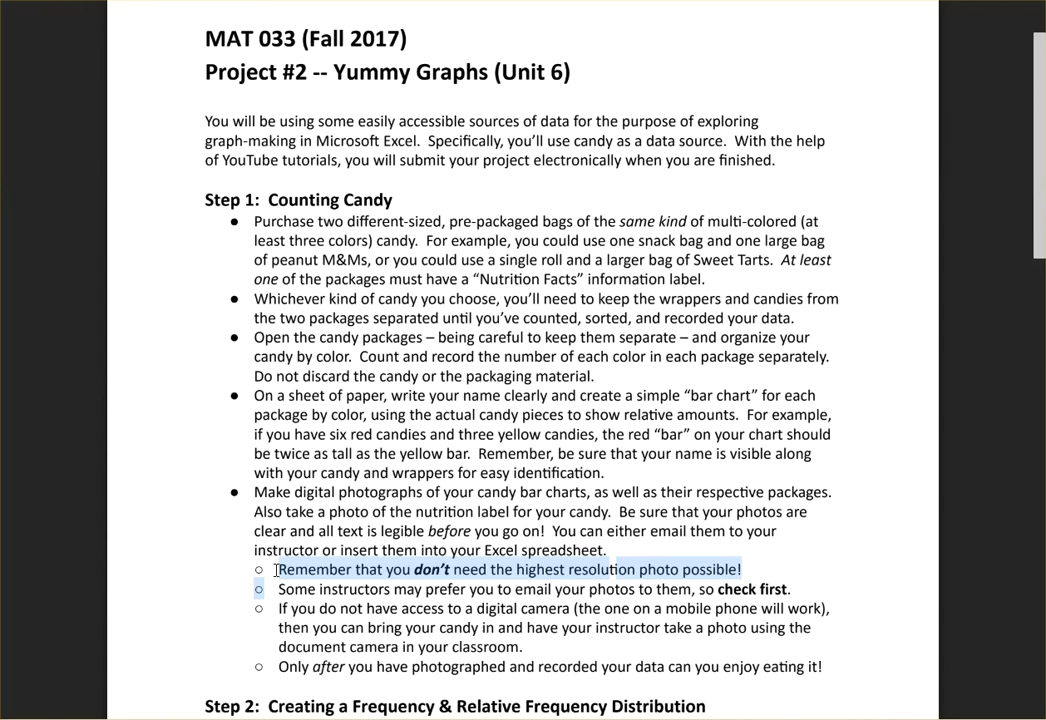 MAT 033 (Fall 2017)
Project #2 -- Yummy Graphs (Unit 6)
You will be using some easily accessible sources of data for the purpose of exploring
graph-making in Microsoft Excel.  Specifically, you’ll use candy as a data source.  With the help
of YouTube tutorials, you will submit your project electronically when you are finished.
Step 1:  Counting Candy
● Purchase two different-sized, pre-packaged bags of the same kind of multi-colored (at
least three colors) candy.  For example, you could use one snack bag and one large bag
of peanut M&Ms, or you could use a single roll and a larger bag of Sweet Tarts.  At least
one of the packages must have a “Nutrition Facts” information label.
● Whichever kind of candy you choose, you’ll need to keep the wrappers and candies from
the two packages separated until you’ve counted, sorted, and recorded your data.
● Open the candy packages – being careful to keep them separate – and organize your
candy by color.  Count and record the number of each color in each package separately.
Do not discard the candy or the packaging material.
● On a sheet of paper, write your name clearly and create a simple “bar chart” for each
package by color, using the actual candy pieces to show relative amounts.  For example,
if you have six red candies and three yellow candies, the red “bar” on your chart should
be twice as tall as the yellow bar.  Remember, be sure that your name is visible along
with your candy and wrappers for easy identification.
● Make digital photographs of your candy bar charts, as well as their respective packages.
Also take a photo of the nutrition label for your candy.  Be sure that your photos are
clear and all text is legible before you go on!  You can either email them to your
instructor or insert them into your Excel spreadsheet.
○ Remember that you don’t need the highest resolution photo possible!
○ Some instructors may prefer you to email your photos to them, so check first.
○ If you do not have access to a digital camera (the one on a mobile phone will work),
then you can bring your candy in and have your instructor take a photo using the
document camera in your classroom.
○ Only after you have photographed and recorded your data can you enjoy eating it!
Step 2:  Creating a Frequency & Relative Frequency Distribution